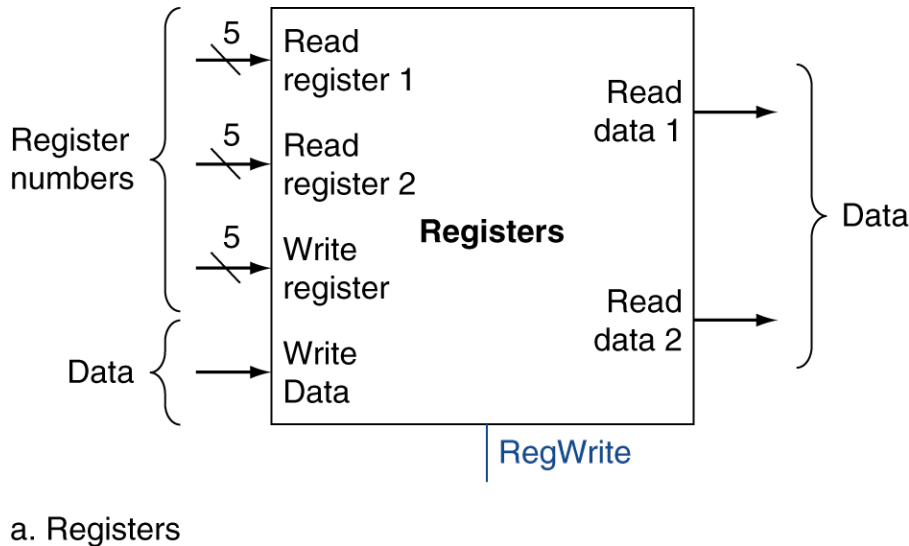 5
Read
register 1
5
Read
register 2
5
Write
register
Write
Data
Register
numbers
Data
Registers
Read
data 1
Read
data 2
Data
RegWrite
a. Registers